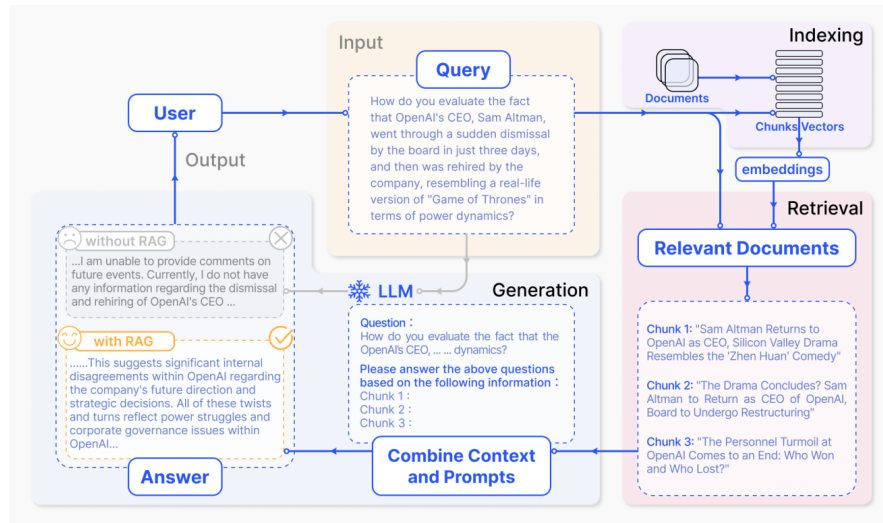 Input
Query
How do you evaluate the fact
that OpenAI's CEO, Sam Altman,
went through a sudden dismissal
by the board in just three days,
and then was rehired by the
company, resembling a real-life
version of "Game of Thrones" in
terms of power dynamics?
Indexing
Documents
Chunks Vectors
embeddings
User
Output
Retrieval
Relevant Documents
Chunk 1: "Sam Altman Returns to
OpenAI as CEO, Silicon Valley Drama
Resembles the 'Zhen Huan' Comedy"
Chunk 2: "The Drama Concludes? Sam
Altman to Return as CEO of OpenAI,
Board to Undergo Restructuring"
Chunk 3: "The Personnel Turmoil at
OpenAI Comes to an End: Who Won
and Who Lost?"
LLM
Generation
Question :
How do you evaluate the fact that the
OpenAI's CEO, ... ... dynamics?
Please answer the above questions
based on the following information :
Chunk 1 :
Chunk 2 :
Chunk 3 :
Combine Context
and Prompts
without RAG
...I am unable to provide comments on
future events. Currently, I do not have
any information regarding the dismissal
and rehiring of OpenAI's CEO ...
with RAG
......This suggests significant internal
disagreements within OpenAI regarding
the company's future direction and
strategic decisions. All of these twists
and turns reflect power struggles and
corporate governance issues within
OpenAI...
Answer